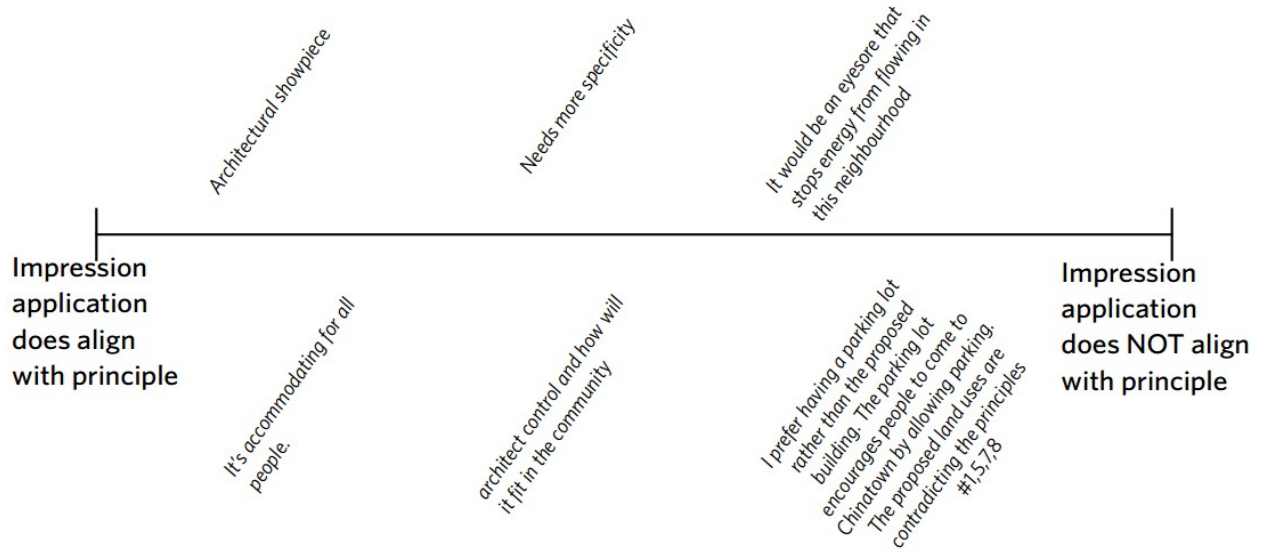 Architectural showpiece
Needs more specificity
It would be an eyesore that
stops energy from flowing in
this neighbourhood
Impression
application
does align
with principle
Impression
application
does NOT align
with principle
It's accommodating for all
people.
architect control and how will
it fit in the community
I prefer having a parking lot
rather than the proposed
building. The parking lot
encourages people to come to
Chinatown by allowing parking.
The proposed land uses are
contradicting the principles
#1,5,7,8